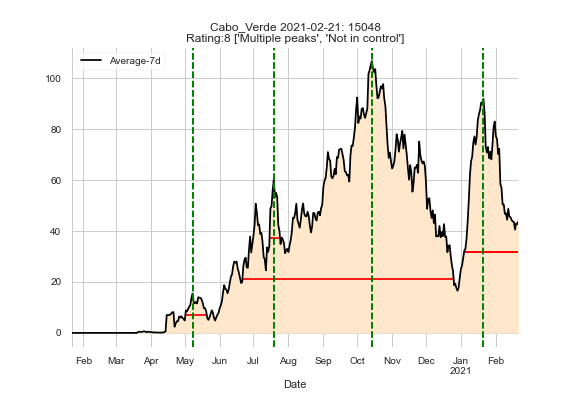 Cabo_Verde 2021-02-21: 15048
Rating:8 ['Multiple peaks', 'Not in control']
Average-7d
100
80
60
40
20
0
Feb Mar Apr May Jun Jul Aug Sep Oct Nov Dec Jan Feb
2021
Date